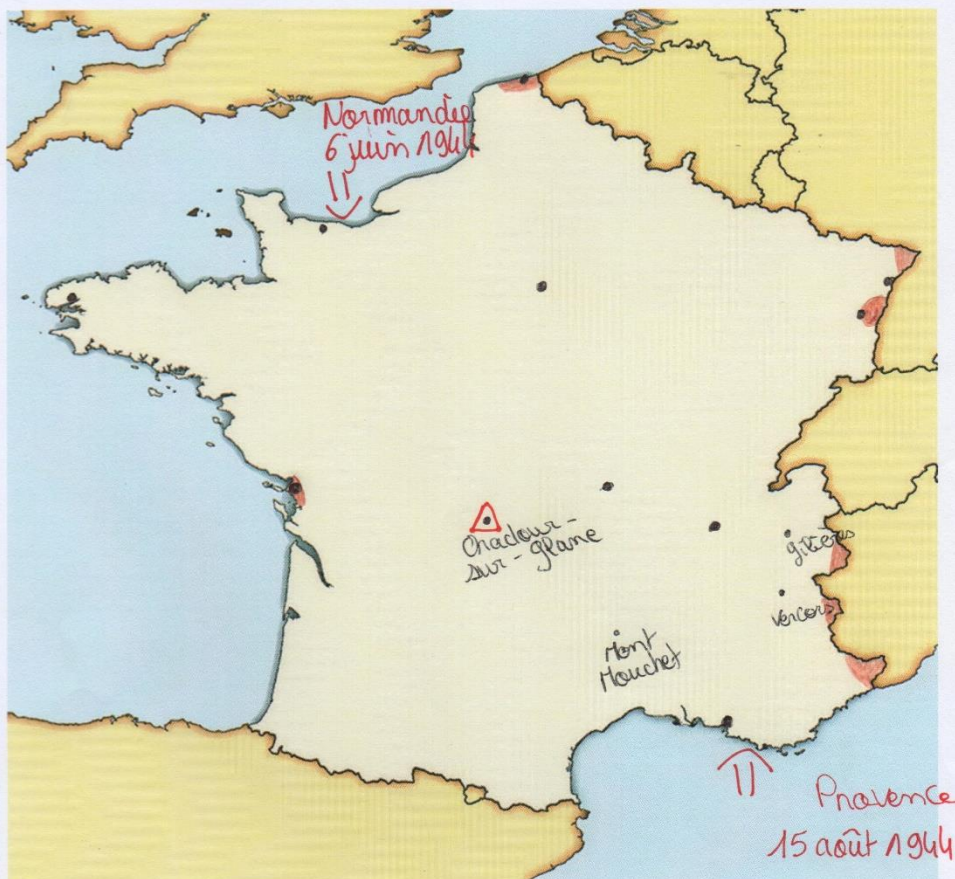 Normandie
6 juin 1944
Oradour-
sur-glane
glières
vercors
Mont
Mouchet
Provence
15 août 1944